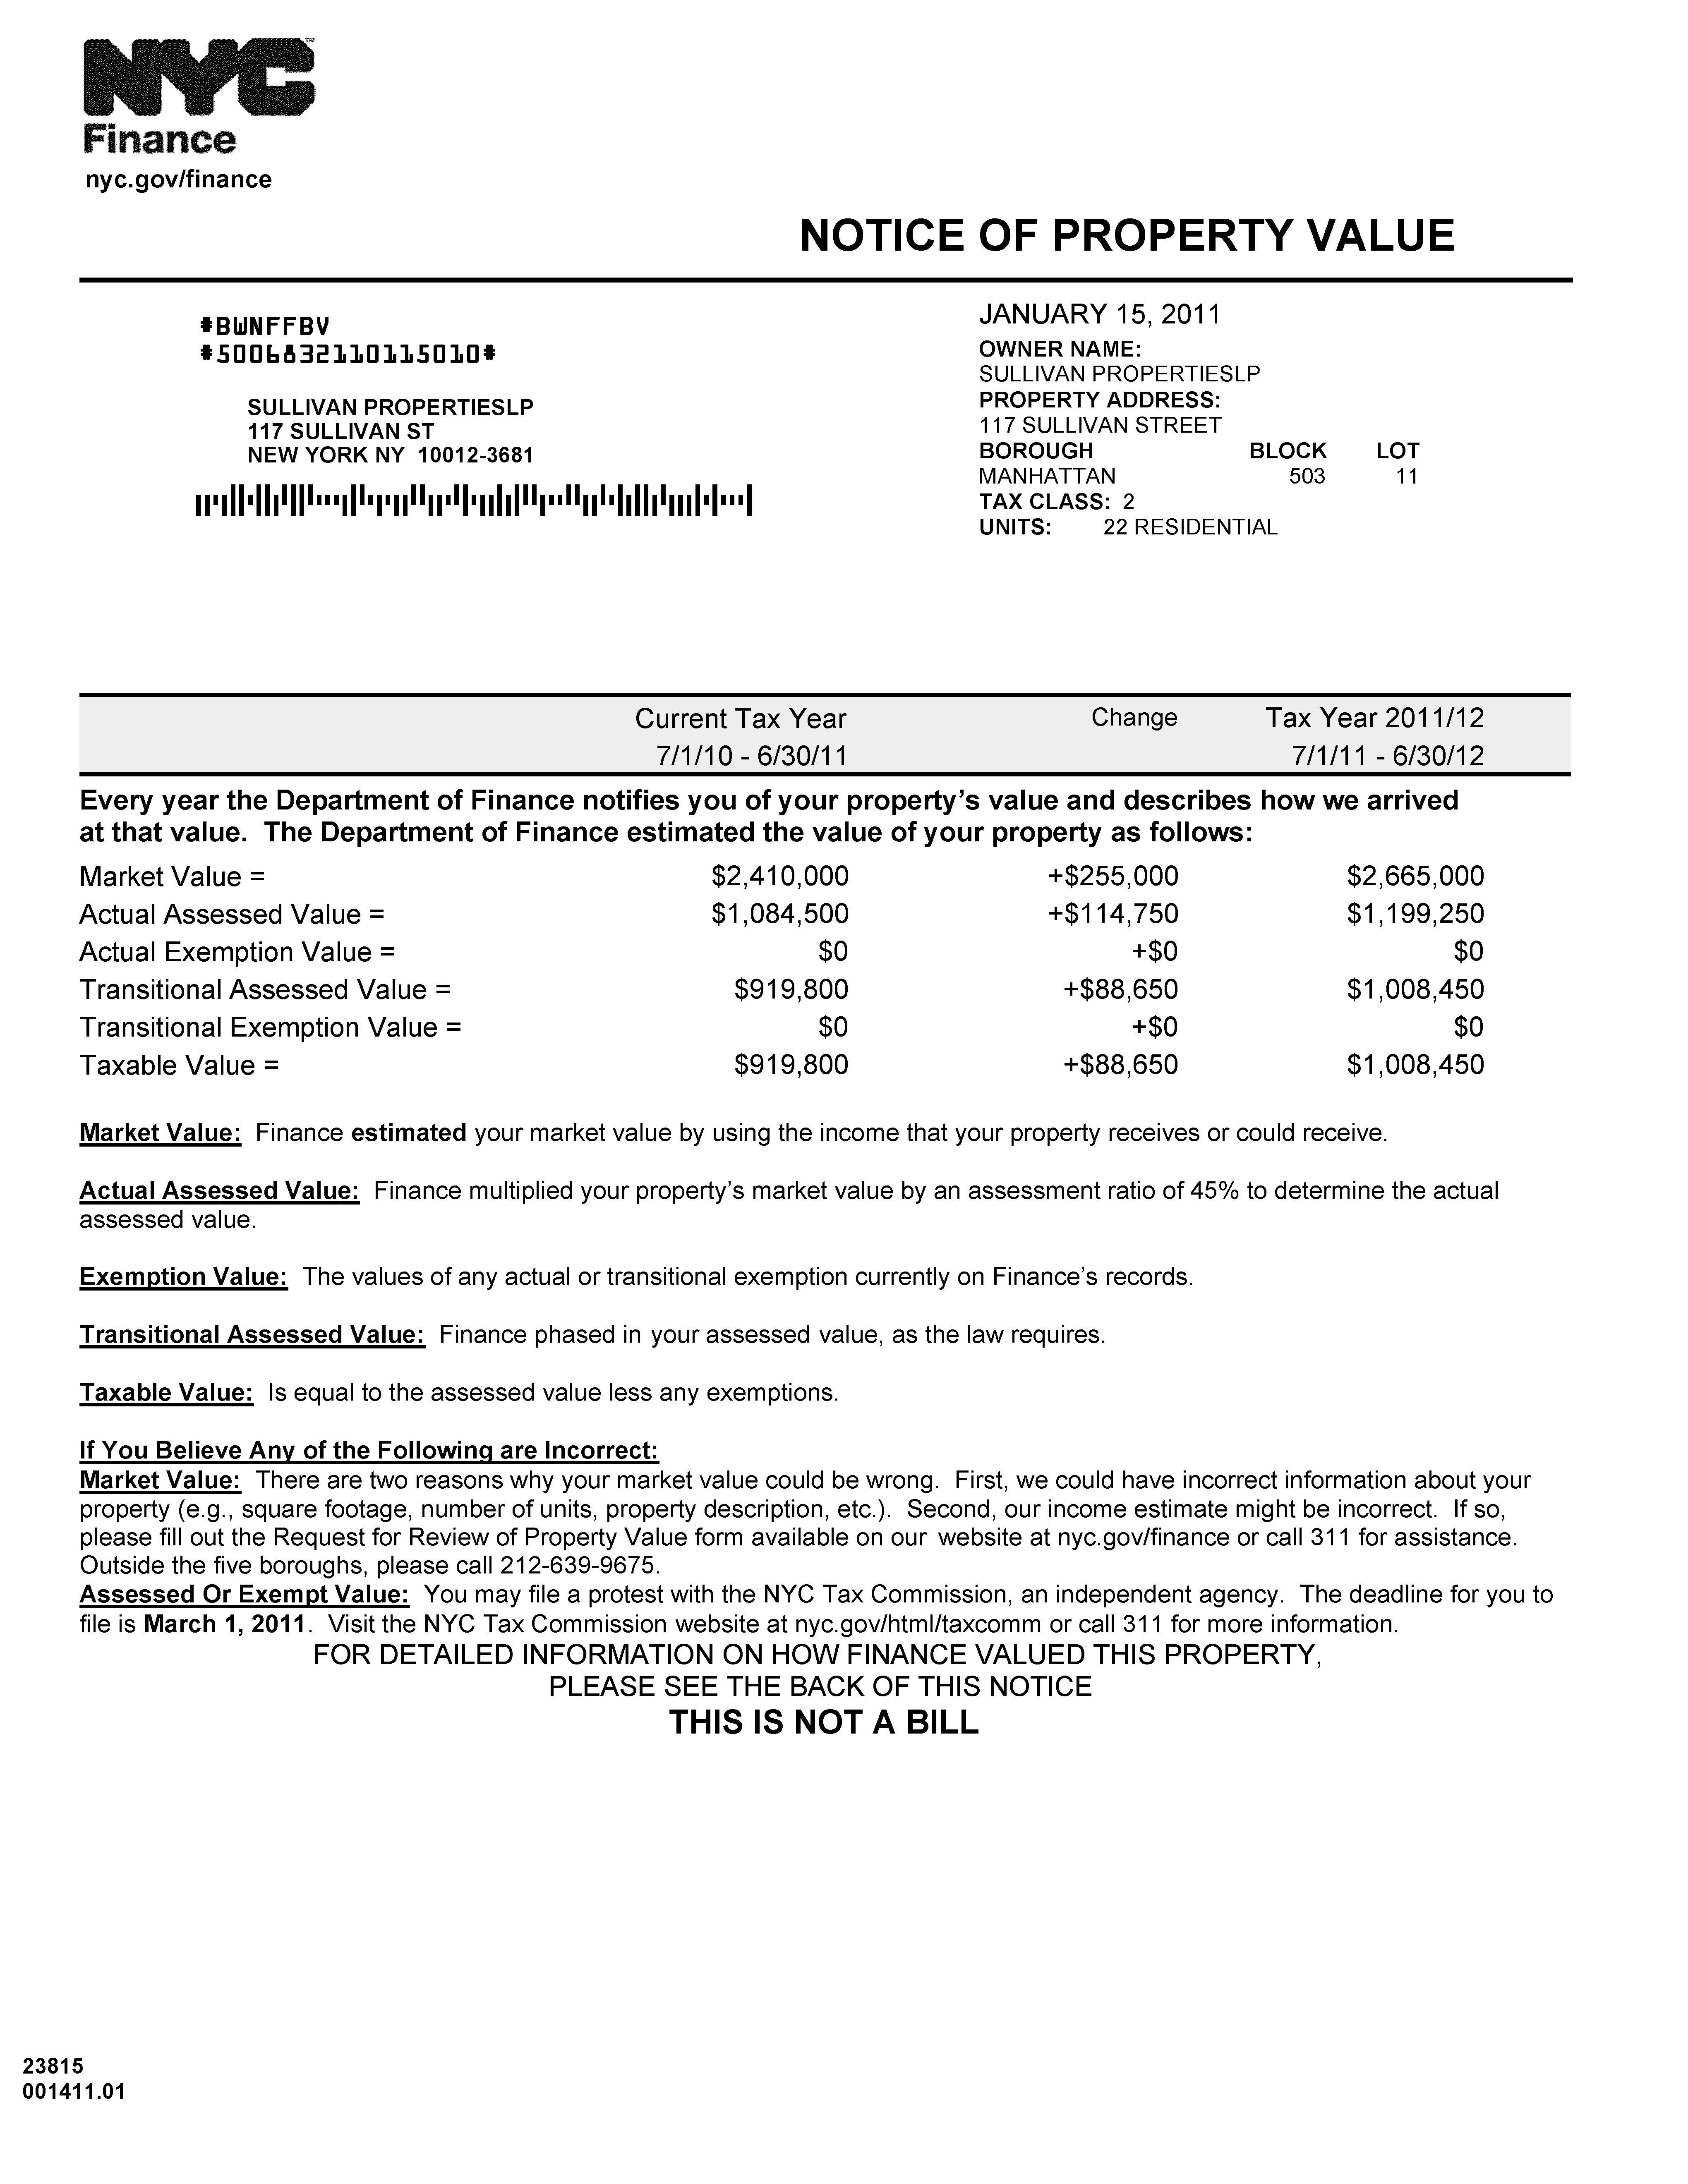 NYC™
Finance
nyc.gov/finance
NOTICE OF PROPERTY VALUE
#BWNFFBV
#5006832110115010#
SULLIVAN PROPERTIESLP
117 SULLIVAN ST
NEW YORK NY  10012-3681
JANUARY 15, 2011
OWNER NAME:
SULLIVAN PROPERTIESLP
PROPERTY ADDRESS:
117 SULLIVAN STREET
BOROUGH BLOCK LOT
MANHATTAN 503 11
TAX CLASS: 2
UNITS: 22 RESIDENTIAL
Current Tax Year Change Tax Year 2011/12
7/1/10 - 6/30/11 7/1/11 - 6/30/12
Every year the Department of Finance notifies you of your property’s value and describes how we arrived
at that value.  The Department of Finance estimated the value of your property as follows:
Market Value = $2,410,000 +$255,000 $2,665,000
Actual Assessed Value = $1,084,500 +$114,750 $1,199,250
Actual Exemption Value = $0 +$0 $0
Transitional Assessed Value = $919,800 +$88,650 $1,008,450
Transitional Exemption Value = $0 +$0 $0
Taxable Value = $919,800 +$88,650 $1,008,450
Market Value:  Finance estimated your market value by using the income that your property receives or could receive.
Actual Assessed Value:  Finance multiplied your property’s market value by an assessment ratio of 45% to determine the actual
assessed value.
Exemption Value:  The values of any actual or transitional exemption currently on Finance’s records.
Transitional Assessed Value:  Finance phased in your assessed value, as the law requires.
Taxable Value:  Is equal to the assessed value less any exemptions.
If You Believe Any of the Following are Incorrect:
Market Value:  There are two reasons why your market value could be wrong.  First, we could have incorrect information about your
property (e.g., square footage, number of units, property description, etc.).  Second, our income estimate might be incorrect.  If so,
please fill out the Request for Review of Property Value form available on our website at nyc.gov/finance or call 311 for assistance.
Outside the five boroughs, please call 212-639-9675.
Assessed Or Exempt Value:  You may file a protest with the NYC Tax Commission, an independent agency.  The deadline for you to
file is March 1, 2011.  Visit the NYC Tax Commission website at nyc.gov/html/taxcomm or call 311 for more information.
FOR DETAILED INFORMATION ON HOW FINANCE VALUED THIS PROPERTY,
PLEASE SEE THE BACK OF THIS NOTICE
THIS IS NOT A BILL
23815
001411.01